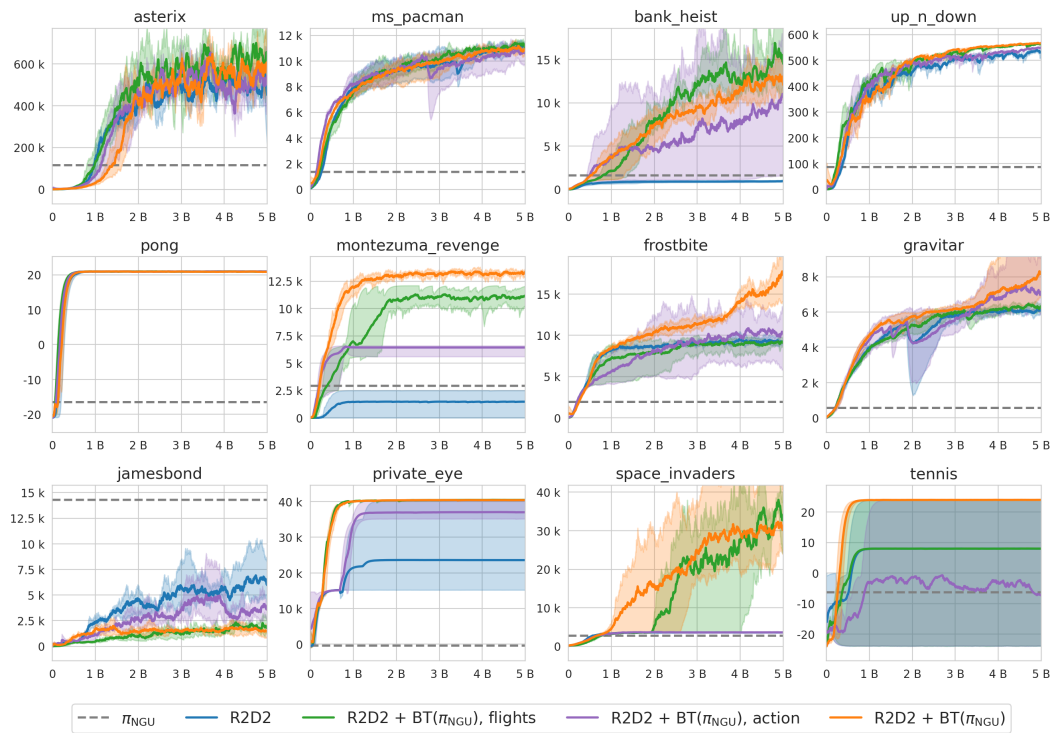 asterix
600 k
400 k
200 k
0
0 1 B 2 B 3 B 4 B 5 B
ms_pacman
12 k
10 k
8 k
6 k
4 k
2 k
0
0 1 B 2 B 3 B 4 B 5 B
bank_heist
15 k
10 k
5 k
0
0 1 B 2 B 3 B 4 B 5 B
up_n_down
600 k
500 k
400 k
300 k
200 k
100 k
0
0 1 B 2 B 3 B 4 B 5 B
pong
20
10
0
-10
-20
0 1 B 2 B 3 B 4 B 5 B
montezuma_revenge
12.5 k
10 k
7.5 k
5 k
2.5 k
0
0 1 B 2 B 3 B 4 B 5 B
frostbite
15 k
10 k
5 k
0
0 1 B 2 B 3 B 4 B 5 B
gravitar
8 k
6 k
4 k
2 k
0
0 1 B 2 B 3 B 4 B 5 B
jamesbond
15 k
12.5 k
10 k
7.5 k
5 k
2.5 k
0
0 1 B 2 B 3 B 4 B 5 B
private_eye
40 k
30 k
20 k
10 k
0
0 1 B 2 B 3 B 4 B 5 B
space_invaders
40 k
30 k
20 k
10 k
0
0 1 B 2 B 3 B 4 B 5 B
tennis
20
10
0
-10
-20
0 1 B 2 B 3 B 4 B 5 B
π_NGU R2D2 R2D2 + BT(π_NGU), flights R2D2 + BT(π_NGU), action R2D2 + BT(π_NGU)